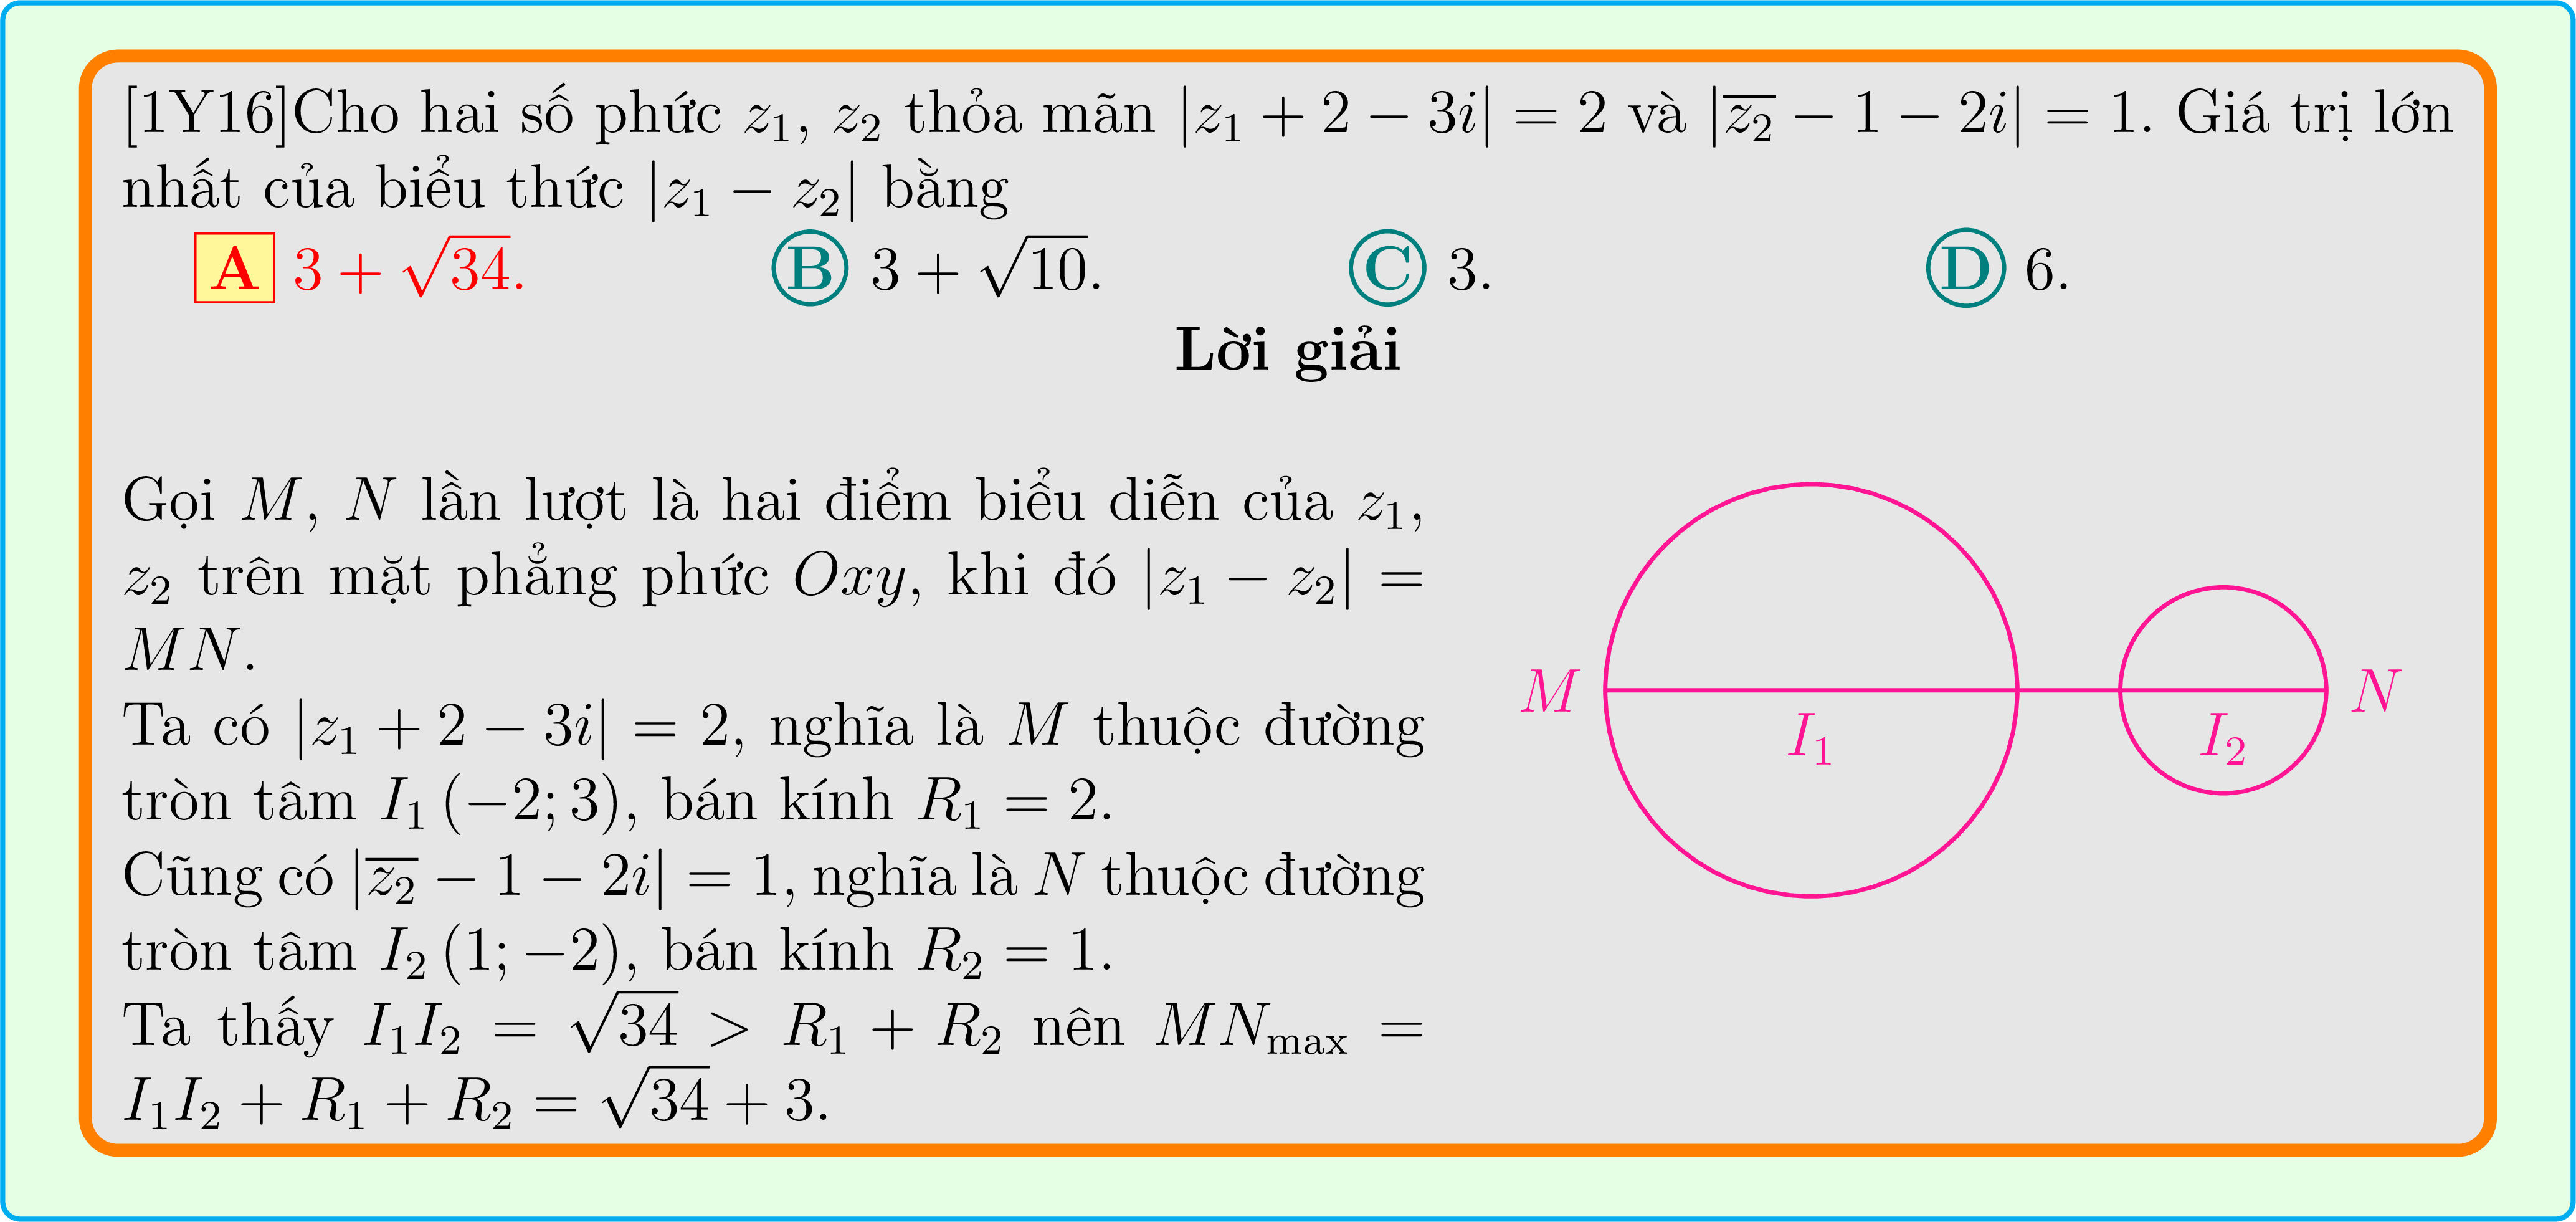 [1Y16]Cho hai số phức $z_1$, $z_2$ thỏa mãn $|z_1 + 2 - 3i| = 2$ và $|\overline{z_2} - 1 - 2i| = 1$. Giá trị lớn
nhất của biểu thức $|z_1 - z_2|$ bằng
A $3 + \sqrt{34}$. B $3 + \sqrt{10}$. C 3. D 6.
Lời giải
Gọi $M$, $N$ lần lượt là hai điểm biểu diễn của $z_1$,
$z_2$ trên mặt phẳng phức $Oxy$, khi đó $|z_1 - z_2| =$
$MN$.
Ta có $|z_1 + 2 - 3i| = 2$, nghĩa là $M$ thuộc đường
tròn tâm $I_1 (-2; 3)$, bán kính $R_1 = 2$.
Cũng có $|\overline{z_2} - 1 - 2i| = 1$, nghĩa là $N$ thuộc đường
tròn tâm $I_2 (1; -2)$, bán kính $R_2 = 1$.
Ta thấy $I_1I_2 = \sqrt{34} > R_1 + R_2$ nên $MN_{\max} =$
$I_1I_2 + R_1 + R_2 = \sqrt{34} + 3$.
$M$ $N$
$I_1$ $I_2$